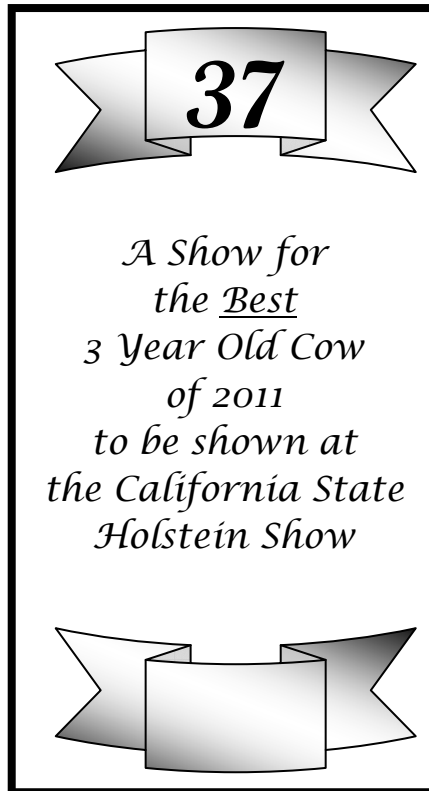 37
A Show for
the Best
3 Year Old Cow
of 2011
to be shown at
the California State
Holstein Show